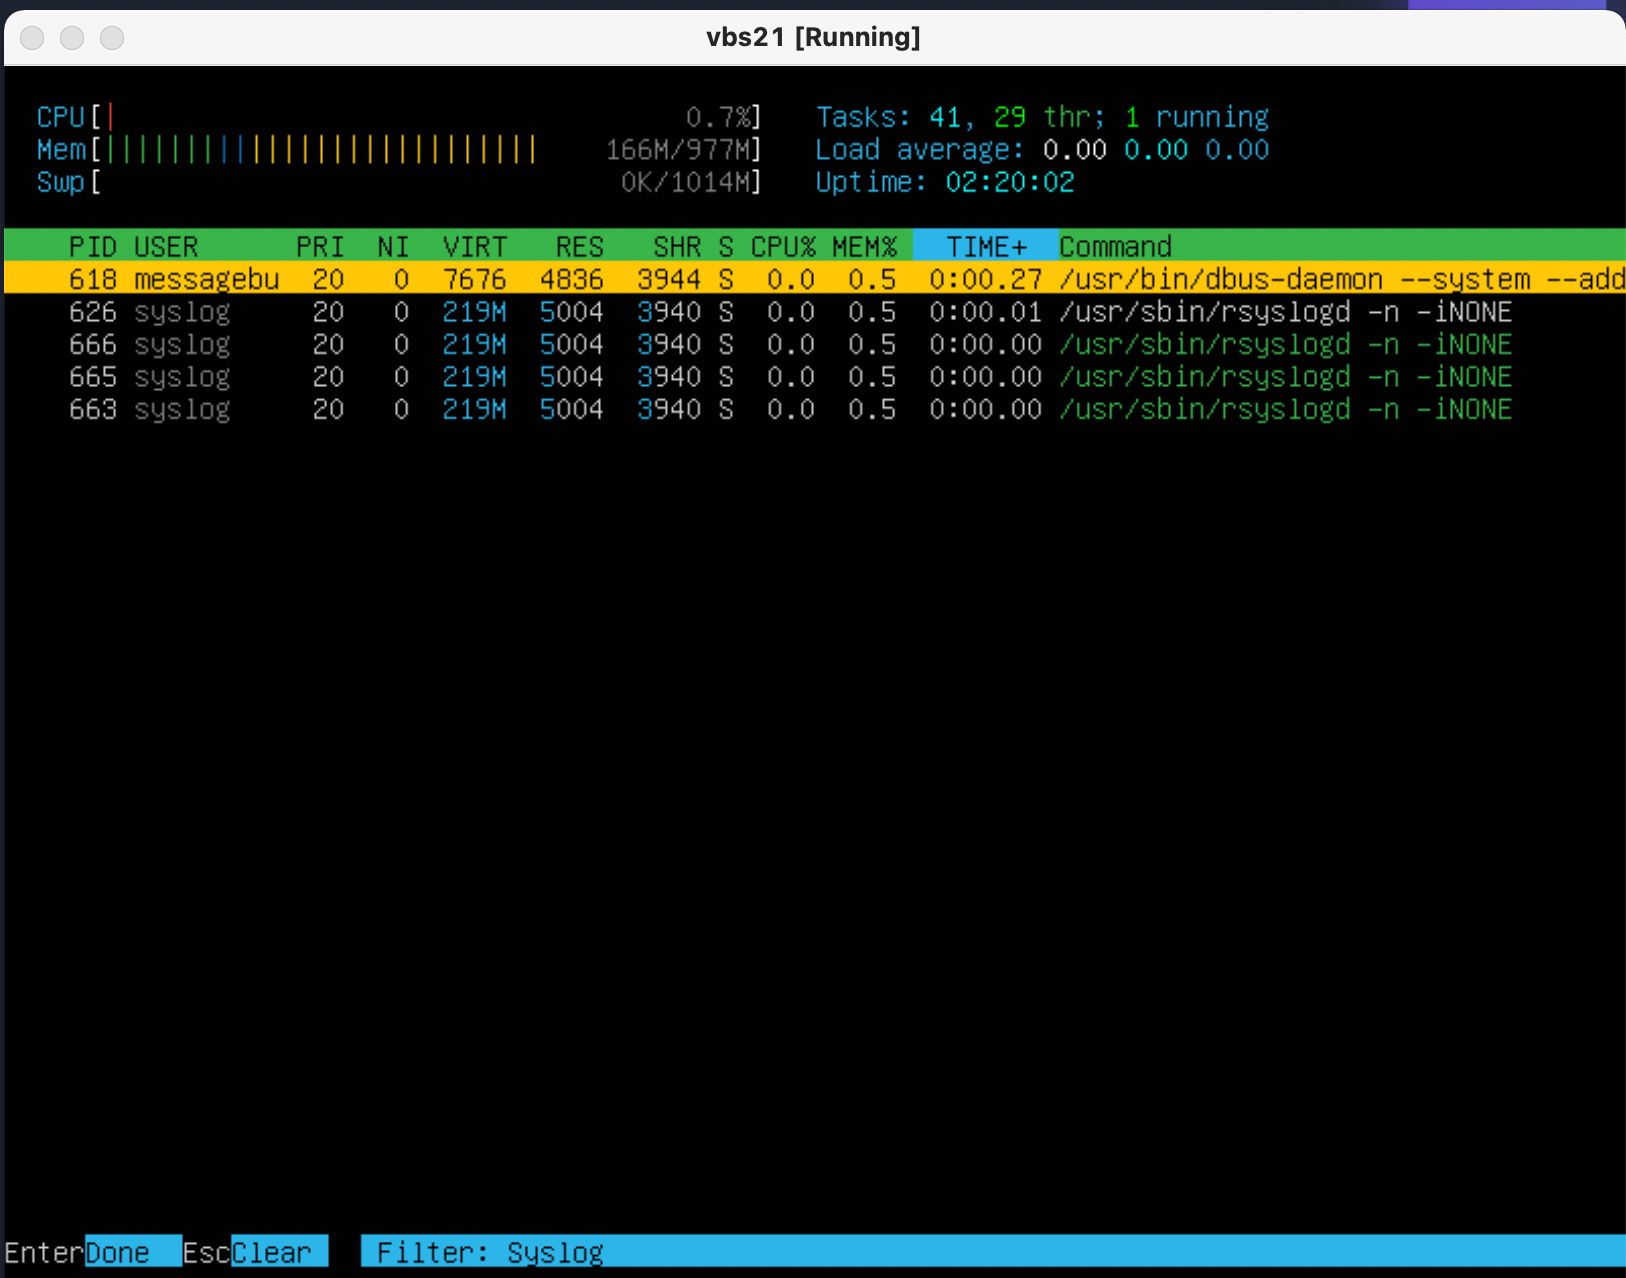 vbs21 [Running]
CPU[| 0.7%] Tasks: 41, 29 thr; 1 running
Mem[||||||||||||||||||||||||||| 166M/977M] Load average: 0.00 0.00 0.00
Swp[ 0K/1014M] Uptime: 02:20:02
PID USER PRI NI VIRT RES SHR S CPU% MEM% TIME+ Command
618 messagebu 20 0 7676 4836 3944 S 0.0 0.5 0:00.27 /usr/bin/dbus-daemon --system --add
626 syslog 20 0 219M 5004 3940 S 0.0 0.5 0:00.01 /usr/sbin/rsyslogd -n -iNONE
666 syslog 20 0 219M 5004 3940 S 0.0 0.5 0:00.00 /usr/sbin/rsyslogd -n -iNONE
665 syslog 20 0 219M 5004 3940 S 0.0 0.5 0:00.00 /usr/sbin/rsyslogd -n -iNONE
663 syslog 20 0 219M 5004 3940 S 0.0 0.5 0:00.00 /usr/sbin/rsyslogd -n -iNONE
EnterDone EscClear Filter: Syslog